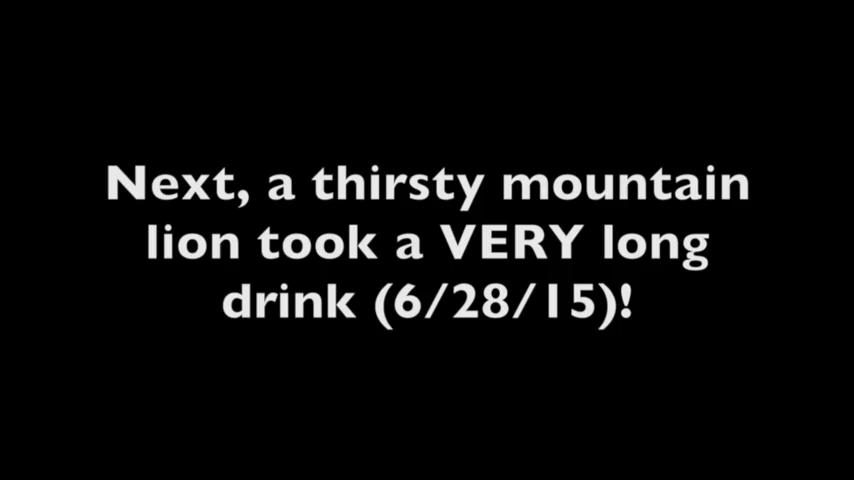 Next, a thirsty mountain
lion took a VERY long
drink (6/28/15)!